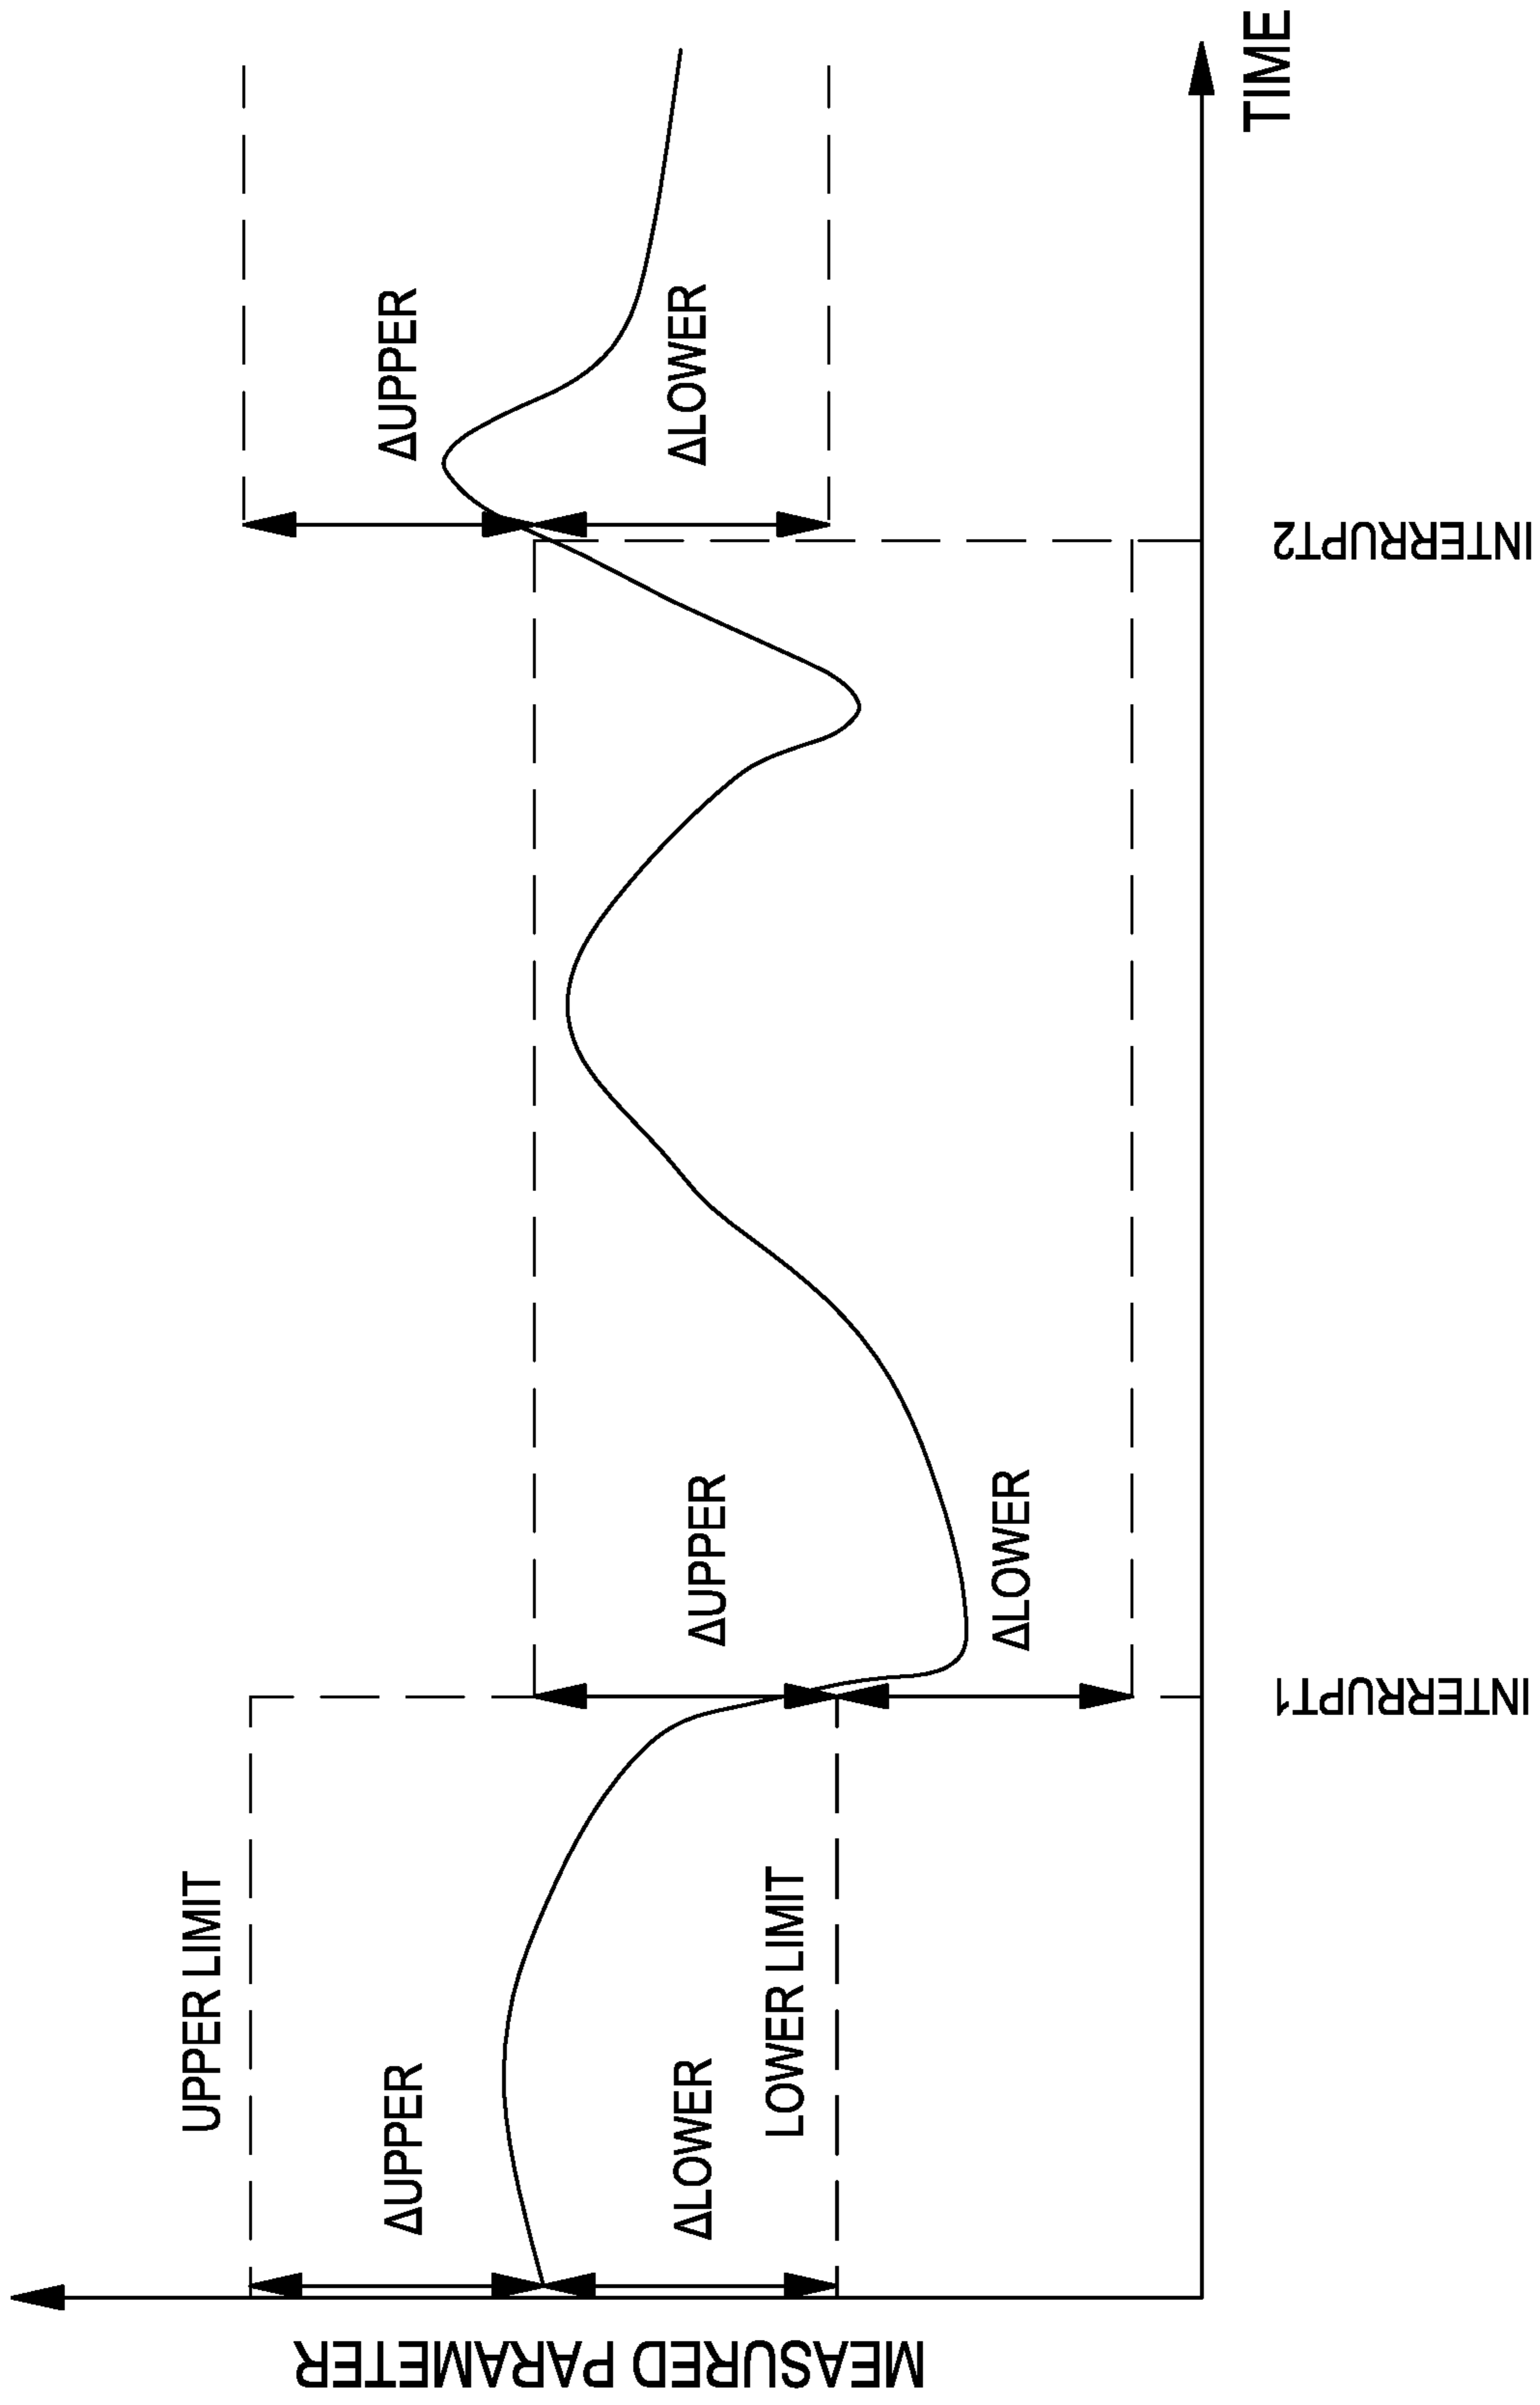 UPPER LIMIT
ΔUPPER
ΔLOWER
LOWER LIMIT
ΔUPPER
ΔLOWER
ΔUPPER
ΔLOWER
MEASURED PARAMETER
INTERRUPT1
INTERRUPT2
TIME